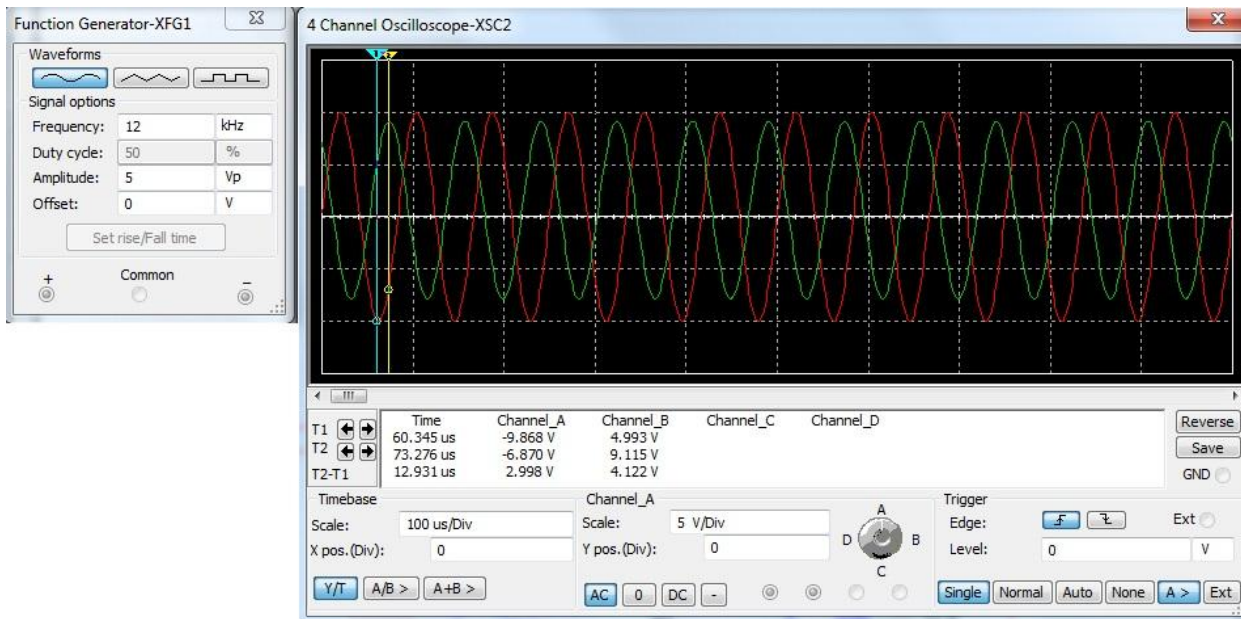 Function Generator-XFG1
Waveforms
Signal options
Frequency: 12 kHz
Duty cycle: 50 %
Amplitude: 5 Vp
Offset: 0 V
Set rise/Fall time
+ Common −
4 Channel Oscilloscope-XSC2
Time Channel_A Channel_B Channel_C Channel_D
T1 60.345 us -9.868 V 4.993 V
T2 73.276 us -6.870 V 9.115 V
T2-T1 12.931 us 2.998 V 4.122 V
Reverse
Save
GND
Timebase
Scale: 100 us/Div
X pos.(Div): 0
Y/T A/B > A+B >
Channel_A
Scale: 5 V/Div
Y pos.(Div): 0
AC 0 DC -
A
D B
C
Trigger
Edge: Ext
Level: 0 V
Single Normal Auto None A > Ext